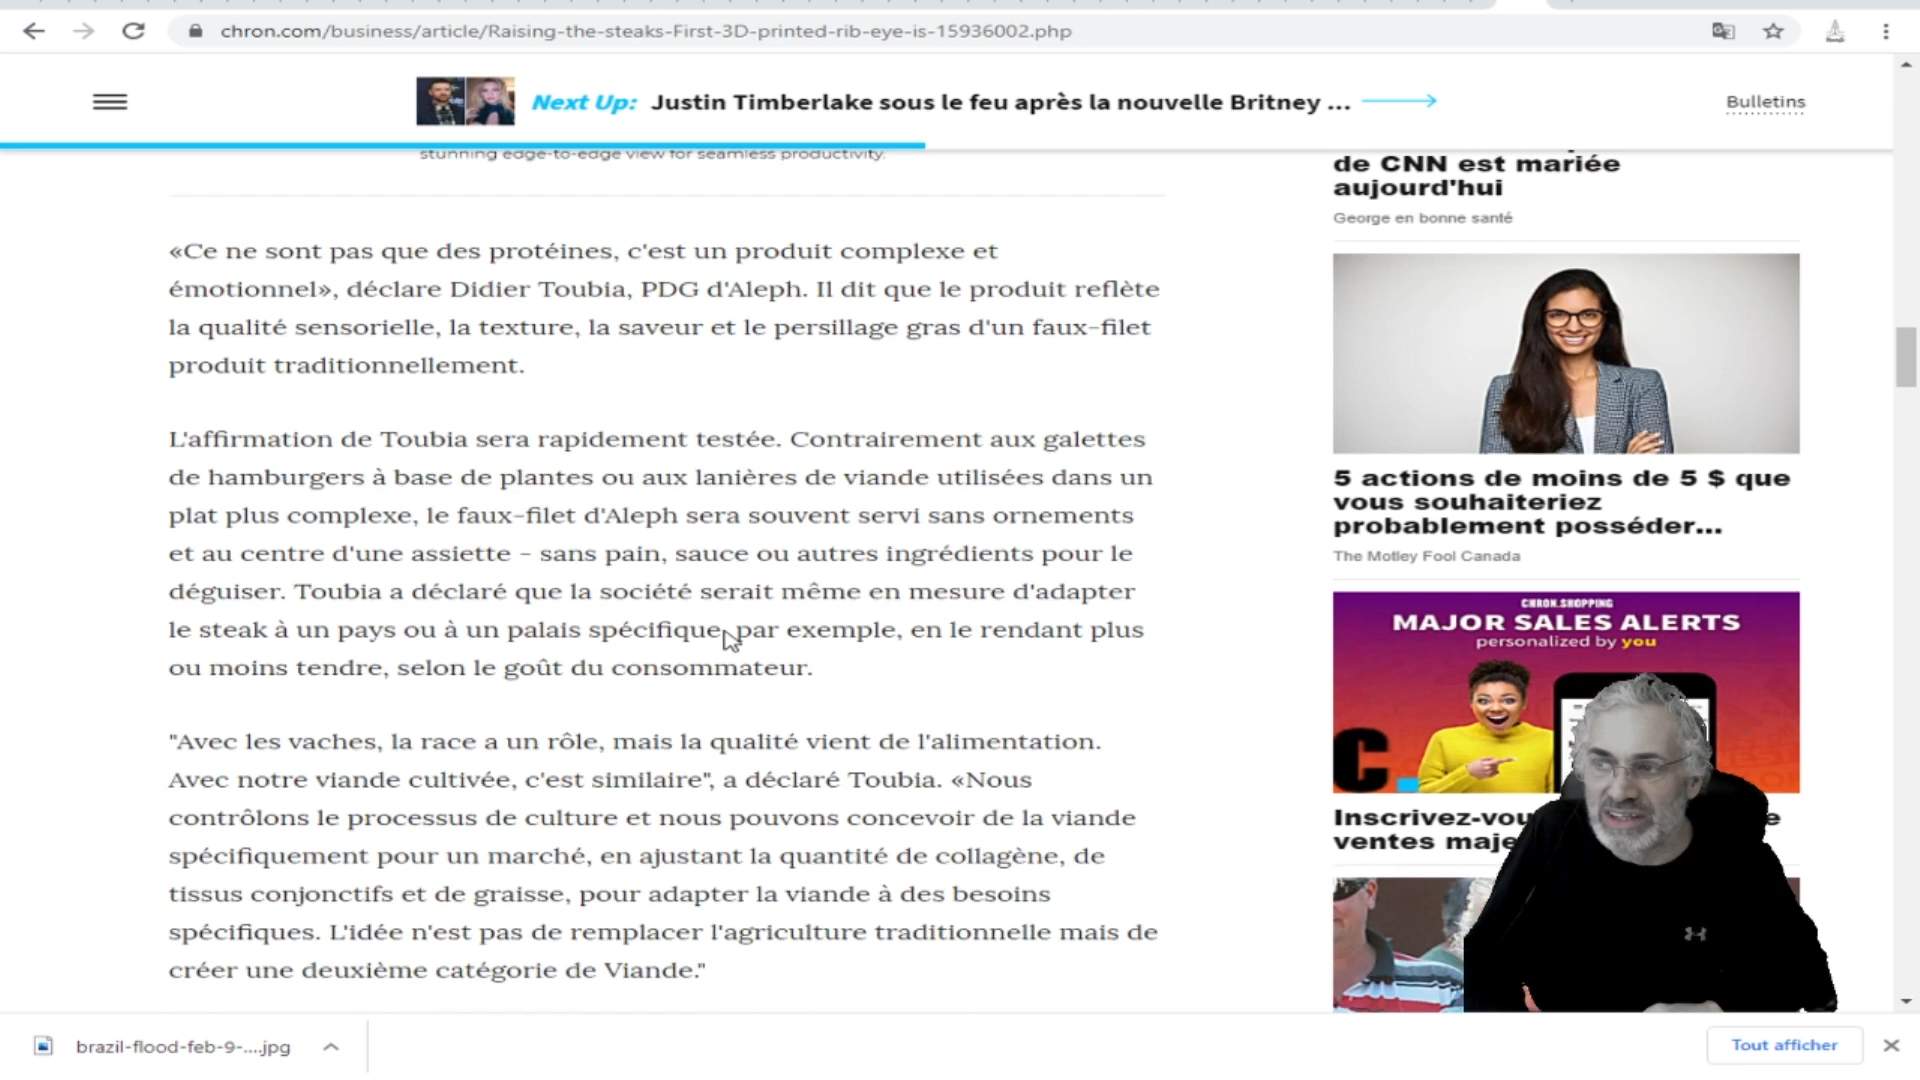 chron.com/business/article/Raising-the-steaks-First-3D-printed-rib-eye-is-15936002.php
Next Up: Justin Timberlake sous le feu après la nouvelle Britney ...
Bulletins
stunning edge-to-edge view for seamless productivity.
«Ce ne sont pas que des protéines, c'est un produit complexe et
émotionnel», déclare Didier Toubia, PDG d'Aleph. Il dit que le produit reflète
la qualité sensorielle, la texture, la saveur et le persillage gras d'un faux-filet
produit traditionnellement.
L'affirmation de Toubia sera rapidement testée. Contrairement aux galettes
de hamburgers à base de plantes ou aux lanières de viande utilisées dans un
plat plus complexe, le faux-filet d'Aleph sera souvent servi sans ornements
et au centre d'une assiette - sans pain, sauce ou autres ingrédients pour le
déguiser. Toubia a déclaré que la société serait même en mesure d'adapter
le steak à un pays ou à un palais spécifique, par exemple, en le rendant plus
ou moins tendre, selon le goût du consommateur.
"Avec les vaches, la race a un rôle, mais la qualité vient de l'alimentation.
Avec notre viande cultivée, c'est similaire", a déclaré Toubia. «Nous
contrôlons le processus de culture et nous pouvons concevoir de la viande
spécifiquement pour un marché, en ajustant la quantité de collagène, de
tissus conjonctifs et de graisse, pour adapter la viande à des besoins
spécifiques. L'idée n'est pas de remplacer l'agriculture traditionnelle mais de
créer une deuxième catégorie de Viande."
de CNN est mariée
aujourd'hui
George en bonne santé
5 actions de moins de 5 $ que
vous souhaiteriez
probablement posséder...
The Motley Fool Canada
CHRON.SHOPPING
MAJOR SALES ALERTS
personalized by you
C.
ventes
brazil-flood-feb-9-....jpg
Tout afficher